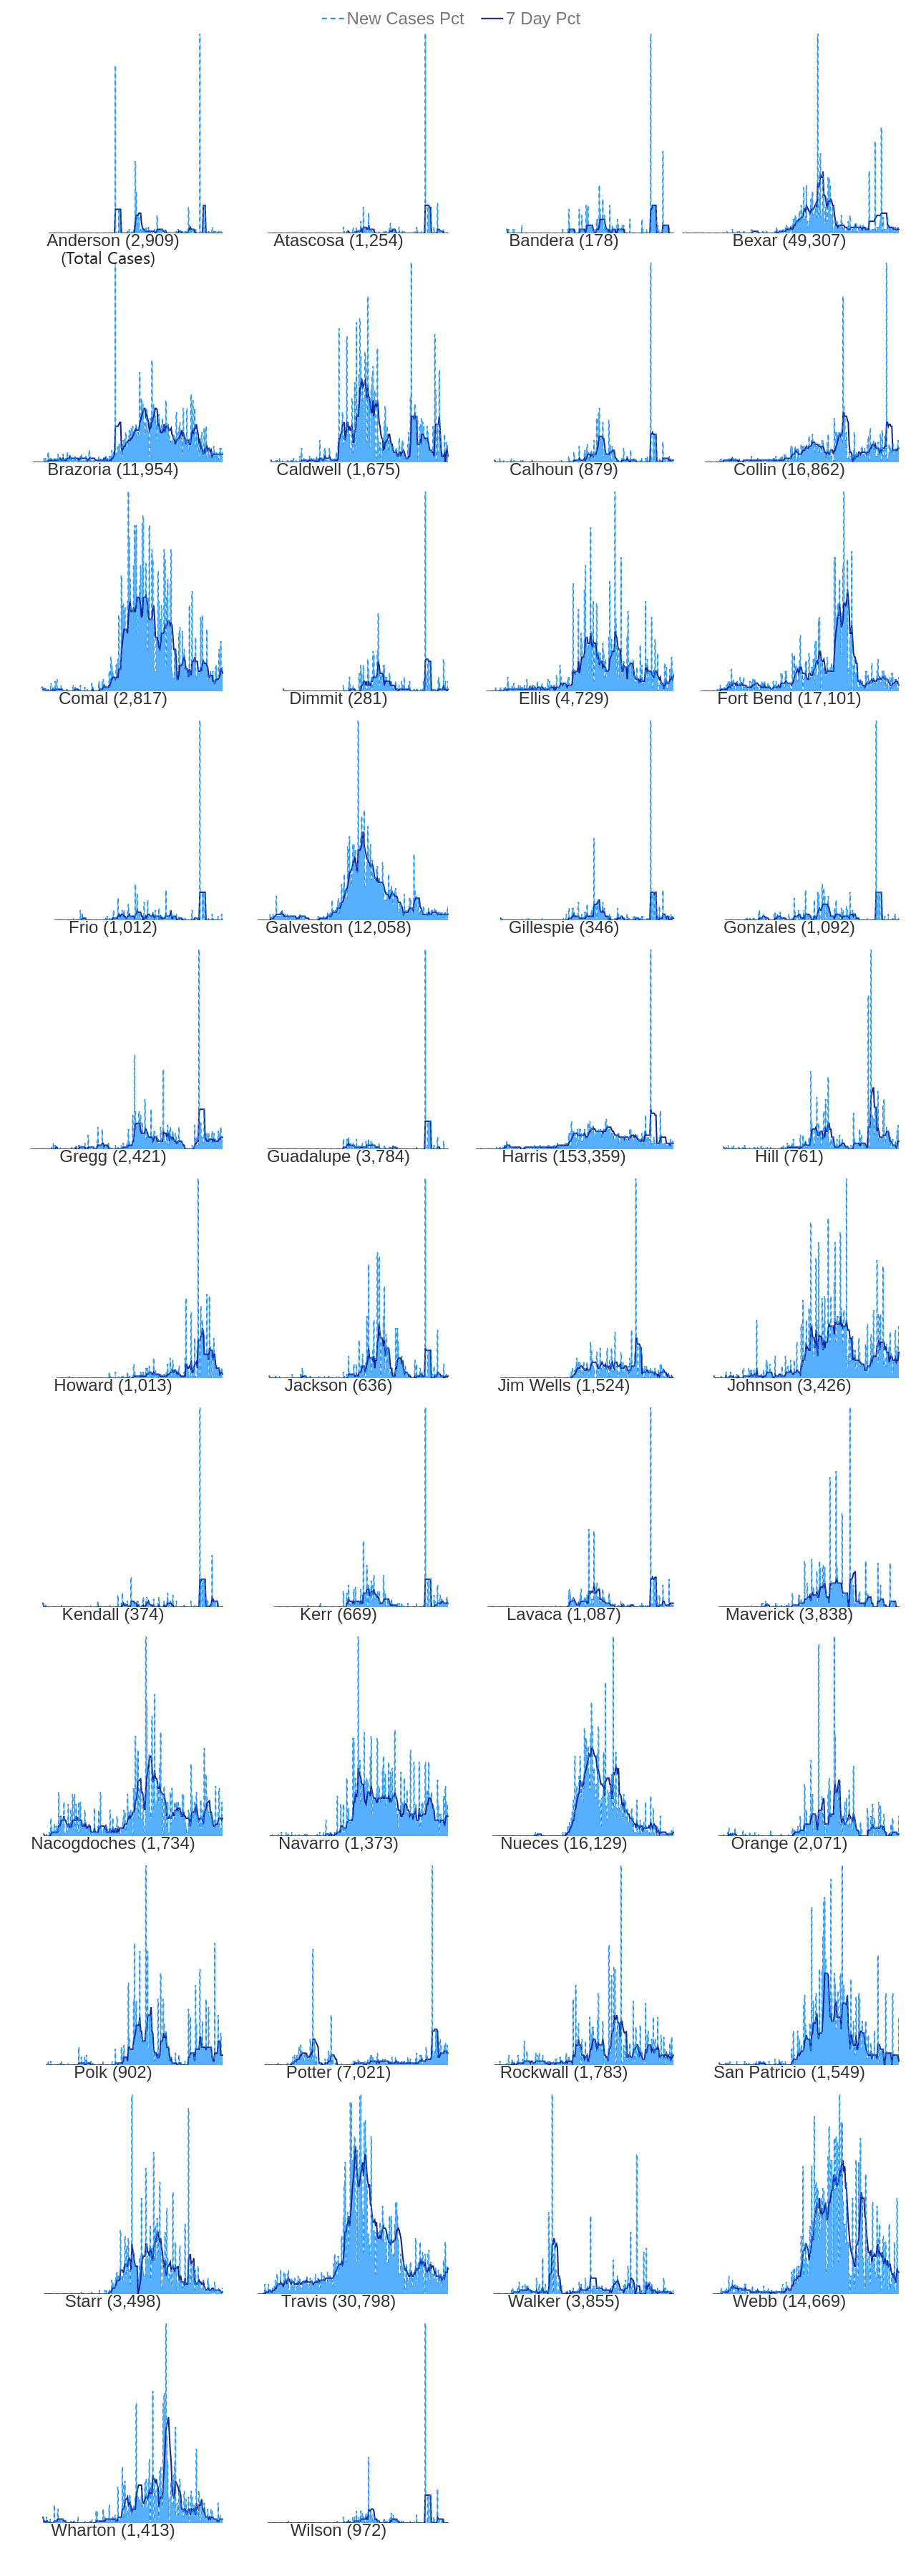 New Cases Pct 7 Day Pct
Anderson (2,909) Atascosa (1,254) Bandera (178) Bexar (49,307)
(Total Cases)
Brazoria (11,954) Caldwell (1,675) Calhoun (879) Collin (16,862)
Comal (2,817) Dimmit (281) Ellis (4,729) Fort Bend (17,101)
Frio (1,012) Galveston (12,058) Gillespie (346) Gonzales (1,092)
Gregg (2,421) Guadalupe (3,784) Harris (153,359) Hill (761)
Howard (1,013) Jackson (636) Jim Wells (1,524) Johnson (3,426)
Kendall (374) Kerr (669) Lavaca (1,087) Maverick (3,838)
Nacogdoches (1,734) Navarro (1,373) Nueces (16,129) Orange (2,071)
Polk (902) Potter (7,021) Rockwall (1,783) San Patricio (1,549)
Starr (3,498) Travis (30,798) Walker (3,855) Webb (14,669)
Wharton (1,413) Wilson (972)